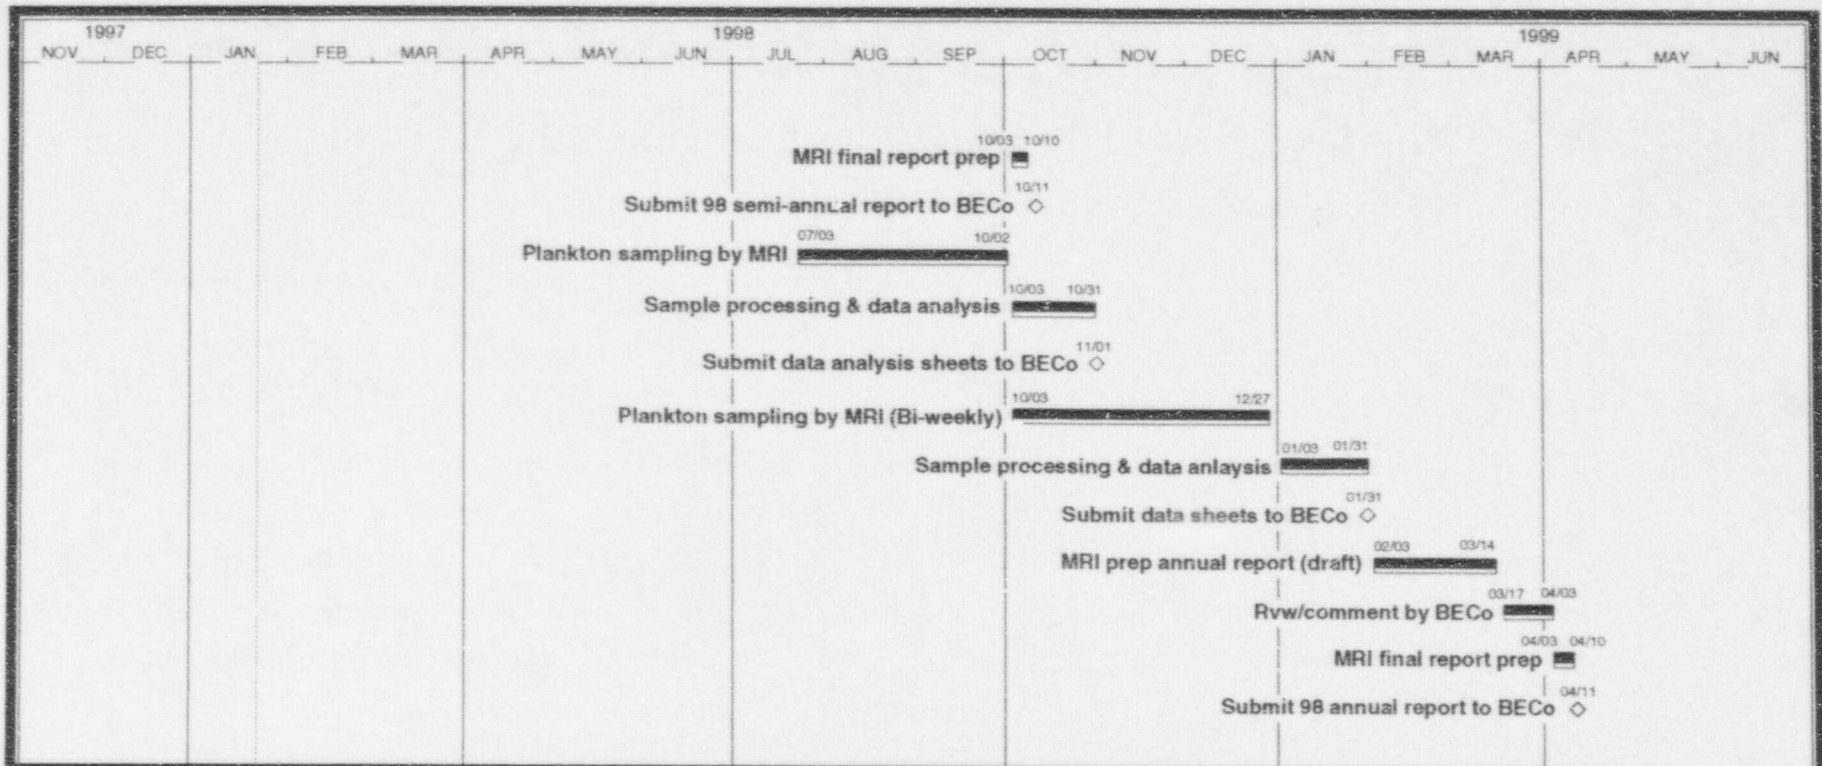 1997 1998 1999
NOV DEC JAN FEB MAR APR MAY JUN JUL AUG SEP OCT NOV DEC JAN FEB MAR APR MAY JUN
10/03 10/10
MRI final report prep
10/11
Submit 98 semi-annual report to BECo
07/03 10/02
Plankton sampling by MRI
10/03 10/31
Sample processing & data analysis
11/01
Submit data analysis sheets to BECo
10/03 12/27
Plankton sampling by MRI (Bi-weekly)
01/03 01/31
Sample processing & data anlaysis
01/31
Submit data sheets to BECo
02/03 03/14
MRI prep annual report (draft)
03/17 04/03
Rvw/comment by BECo
04/03 04/10
MRI final report prep
04/11
Submit 98 annual report to BECo